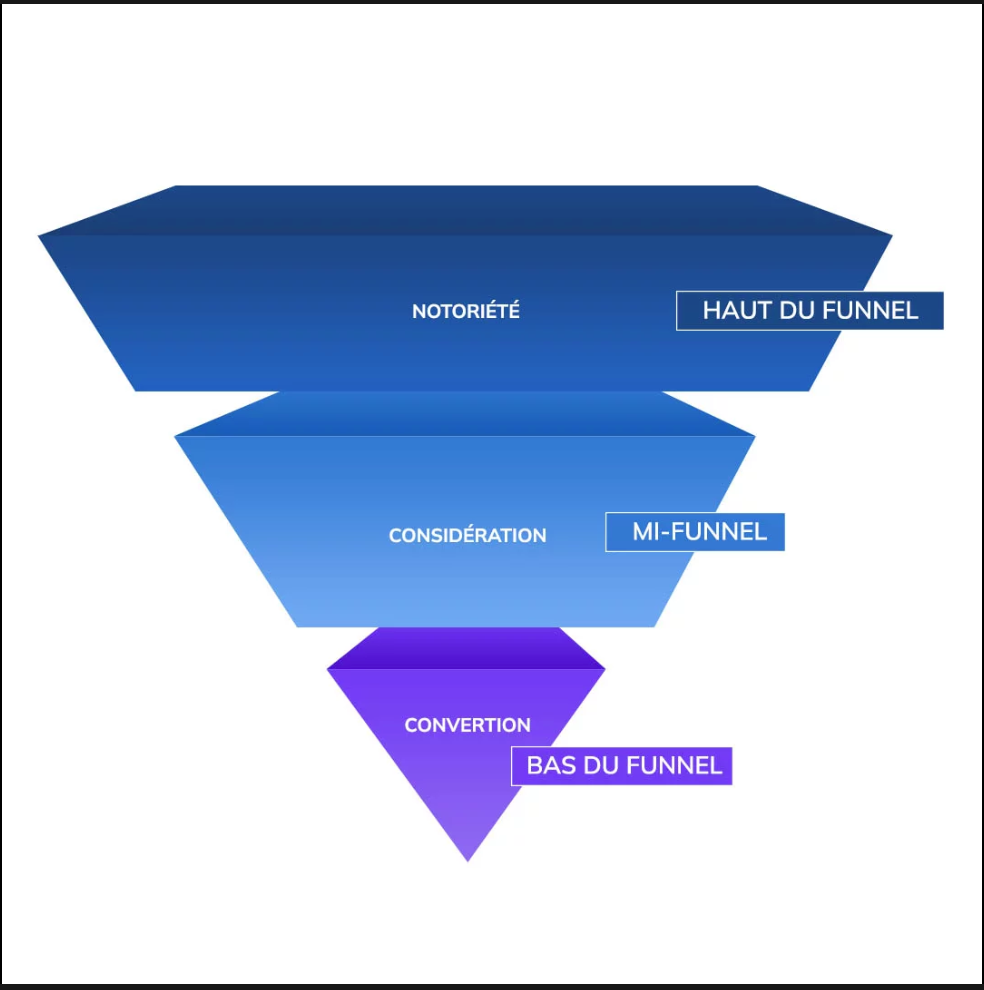 NOTORIÉTÉ
HAUT DU FUNNEL
CONSIDÉRATION
MI-FUNNEL
CONVERTION
BAS DU FUNNEL